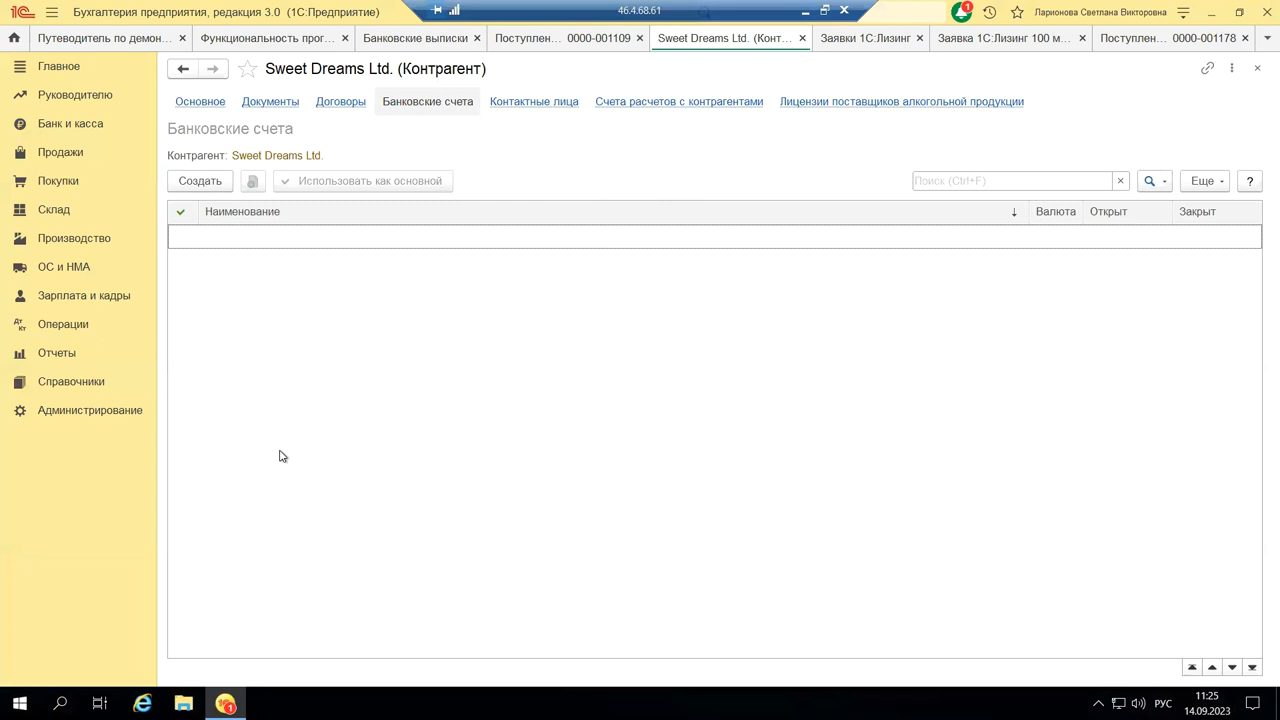 Бухгалтерия предприятия, редакция 3.0 (1С:Предприятие)
46.4.68.61
1
Ларионова Светлана Викторовна
Путеводитель по демон...
Функциональность прог...
Банковские выписки
Поступлен... 0000-001109
Sweet Dreams Ltd. (Конт...
Заявки 1С:Лизинг
Заявка 1С:Лизинг 100 м...
Поступлен... 0000-001178
Главное
Руководителю
Банк и касса
Продажи
Покупки
Склад
Производство
ОС и НМА
Зарплата и кадры
Дт
Кт
Операции
Отчеты
Справочники
Администрирование
Sweet Dreams Ltd. (Контрагент)
Основное
Документы
Договоры
Банковские счета
Контактные лица
Счета расчетов с контрагентами
Лицензии поставщиков алкогольной продукции
Банковские счета
Контрагент: Sweet Dreams Ltd.
Создать
Использовать как основной
Поиск (Ctrl+F)
Еще
?
Наименование
Валюта
Открыт
Закрыт
1
РУС
11:25
14.09.2023